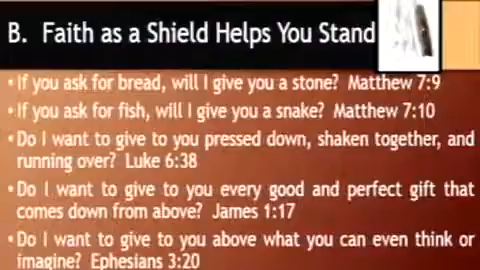 B. Faith as a Shield Helps You Stand
• If you ask for bread, will I give you a stone? Matthew 7:9
• If you ask for fish, will I give you a snake? Matthew 7:10
• Do I want to give to you pressed down, shaken together, and
running over? Luke 6:38
• Do I want to give to you every good and perfect gift that
comes down from above? James 1:17
• Do I want to give to you above what you can even think or
imagine? Ephesians 3:20